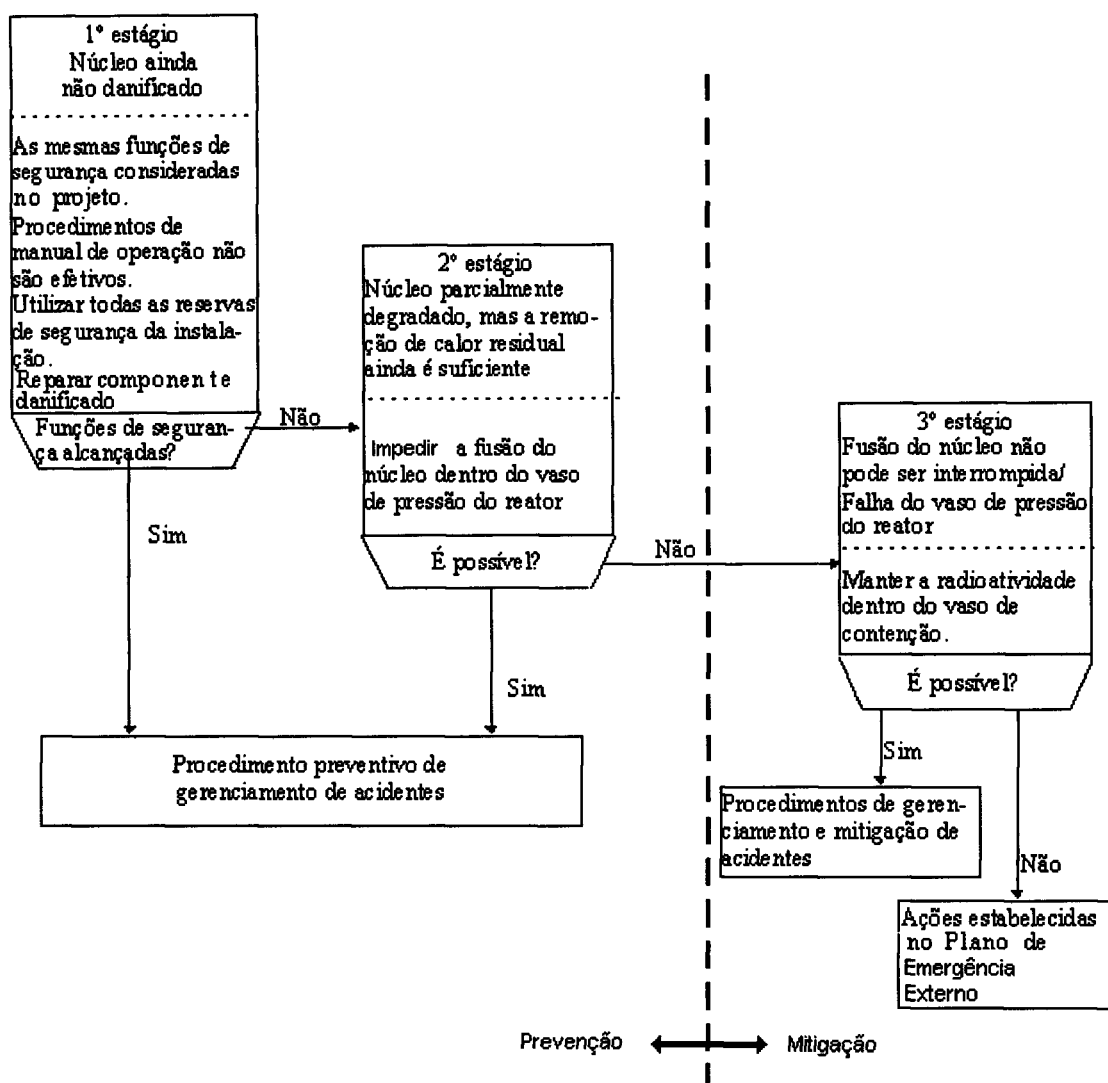 1º estágio
Núcleo ainda
não danificado
As mesmas funções de
segurança consideradas
no projeto.
Procedimentos de
manual de operação não
são efetivos.
Utilizar todas as reservas
de segurança da instala-
ção.
Reparar componente
danificado
Funções de seguran-
ça alcançadas?
Não
Sim
2º estágio
Núcleo parcialmente
degradado, mas a remo-
ção de calor residual
ainda é suficiente
Impedir a fusão do
núcleo dentro do vaso
de pressão do reator
É possível?
Não
Sim
Procedimento preventivo de
gerenciamento de acidentes
3º estágio
Fusão do núcleo não
pode ser interrompida/
Falha do vaso de pressão
do reator
Manter a radioatividade
dentro do vaso de
contenção.
É possível?
Sim
Procedimentos de geren-
ciamento e mitigação de
acidentes
Não
Ações estabelecidas
no Plano de
Emergência
Externo
Prevenção
Mitigação